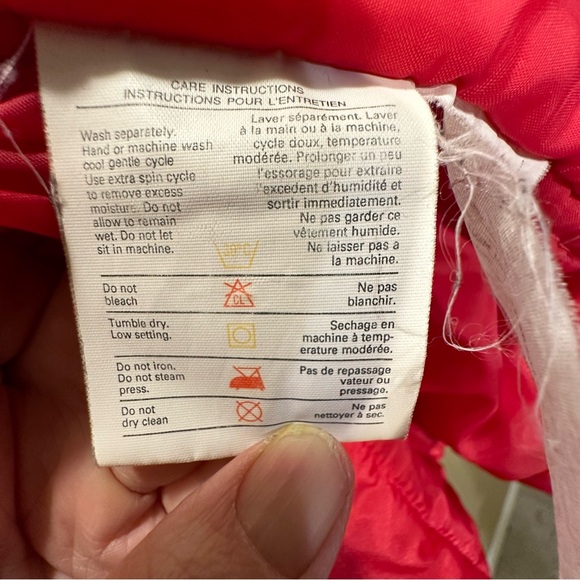 CARE INSTRUCTIONS
INSTRUCTIONS POUR L'ENTRETIEN
Wash separately.
Hand or machine wash
cool gentle cycle
Use extra spin cycle
to remove excess
moisture. Do not
allow to remain
wet. Do not let
sit in machine.
Laver séparément. Laver
à la main ou à la machine,
cycle doux, température
modérée. Prolonger un peu
l'essorage pour extraire
l'excedent d'humidité et
sortir immédiatement.
Ne pas garder ce
vêtement humide.
Ne laisser pas a
la machine.
30°C
Do not
bleach
CL
Ne pas
blanchir.
Tumble dry.
Low setting.
Sechage en
machine à temp-
erature modérée.
Do not iron.
Do not steam
press.
Pas de repassage
vateur ou
pressage.
Do not
dry clean
Ne pas
nettoyer à sec.